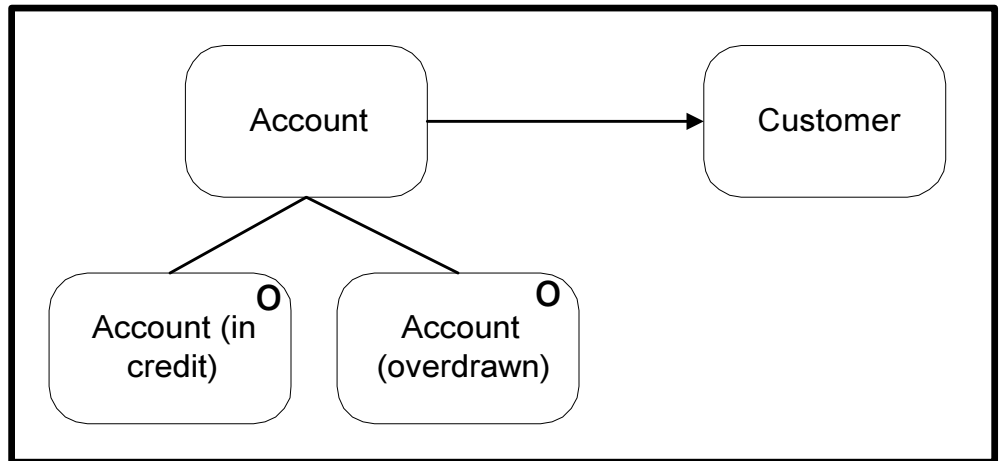 Account
Customer
O
Account (in
credit)
O
Account
(overdrawn)